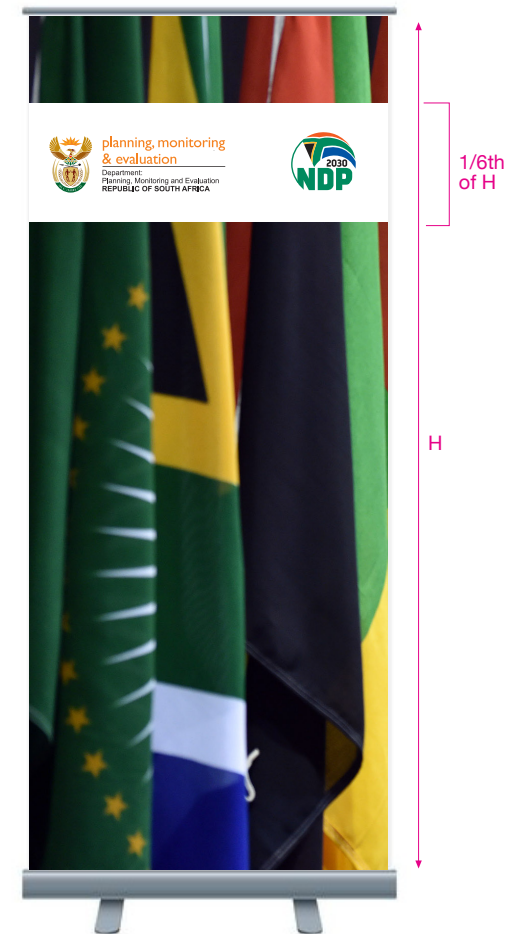 planning, monitoring
& evaluation
Department:
Planning, Monitoring and Evaluation
REPUBLIC OF SOUTH AFRICA
2030
NDP
1/6th
of H
H